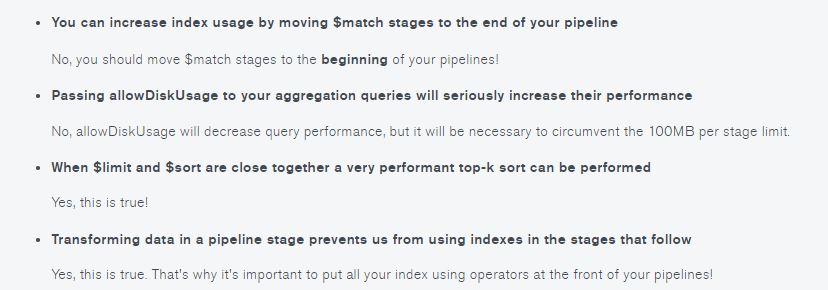 • You can increase index usage by moving $match stages to the end of your pipeline
No, you should move $match stages to the beginning of your pipelines!
• Passing allowDiskUsage to your aggregation queries will seriously increase their performance
No, allowDiskUsage will decrease query performance, but it will be necessary to circumvent the 100MB per stage limit.
• When $limit and $sort are close together a very performant top-k sort can be performed
Yes, this is true!
• Transforming data in a pipeline stage prevents us from using indexes in the stages that follow
Yes, this is true. That's why it's important to put all your index using operators at the front of your pipelines!